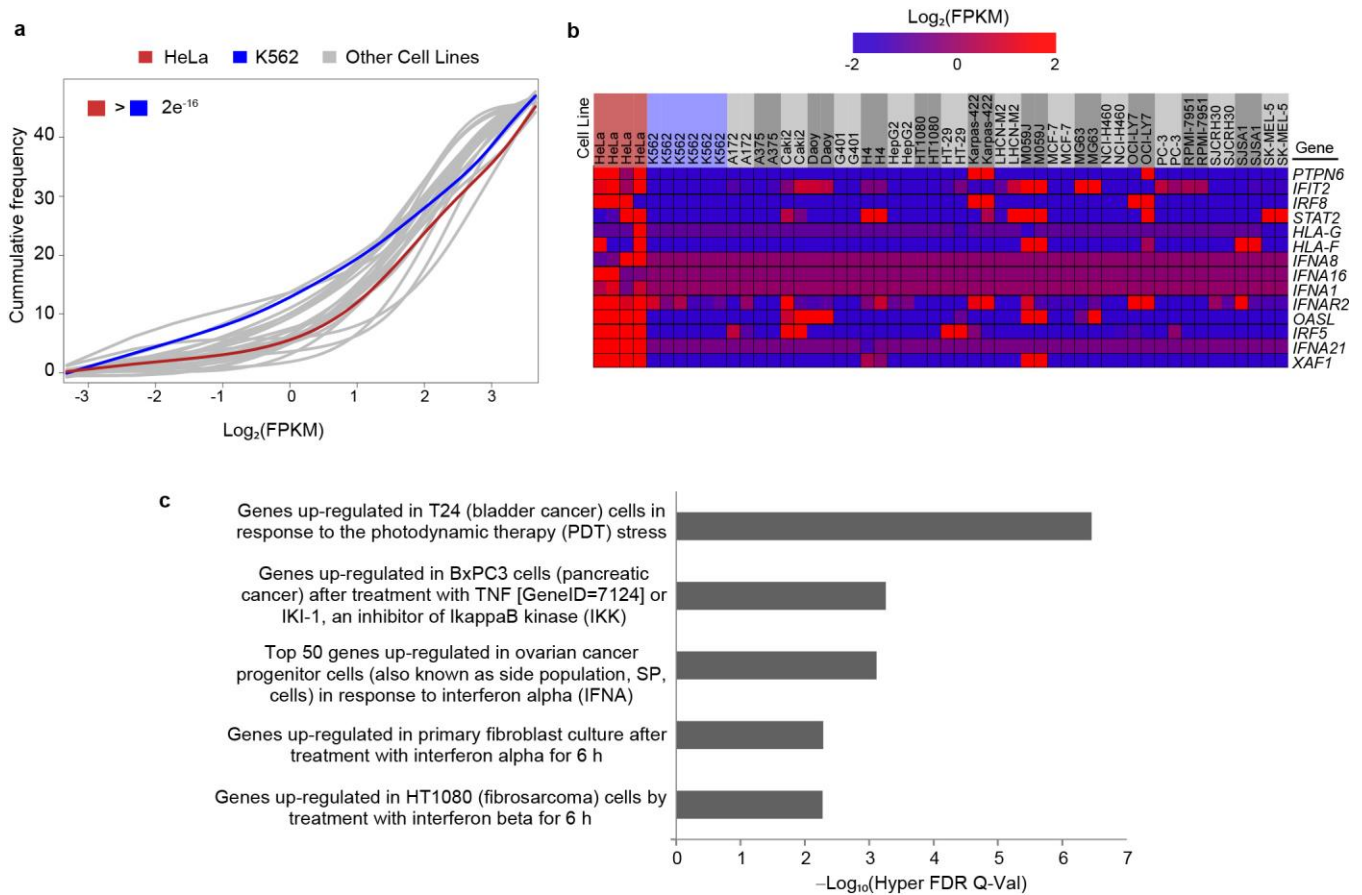 a
HeLa K562 Other Cell Lines
> 2e-16
Cummulative frequency
40
30
20
10
0
-3 -2 -1 0 1 2 3
Log₂(FPKM)
b
Log₂(FPKM)
-2 0 2
Cell Line
HeLa
HeLa
HeLa
HeLa
K562
K562
K562
K562
K562
K562
A172
A172
A375
A375
Caki2
Caki2
Daoy
Daoy
G401
G401
H4
H4
HepG2
HepG2
HT1080
HT1080
HT-29
HT-29
Karpas-422
Karpas-422
LHCN-M2
LHCN-M2
M059J
M059J
MCF-7
MCF-7
MG63
MG63
NCI-H460
NCI-H460
OCI-LY7
OCI-LY7
PC-3
PC-3
RPMI-7951
RPMI-7951
SJCRH30
SJCRH30
SJSA1
SJSA1
SK-MEL-5
SK-MEL-5
Gene
PTPN6
IFIT2
IRF8
STAT2
HLA-G
HLA-F
IFNA8
IFNA16
IFNA1
IFNAR2
OASL
IRF5
IFNA21
XAF1
c
Genes up-regulated in T24 (bladder cancer) cells in
response to the photodynamic therapy (PDT) stress
Genes up-regulated in BxPC3 cells (pancreatic
cancer) after treatment with TNF [GeneID=7124] or
IKI-1, an inhibitor of IkappaB kinase (IKK)
Top 50 genes up-regulated in ovarian cancer
progenitor cells (also known as side population, SP,
cells) in response to interferon alpha (IFNA)
Genes up-regulated in primary fibroblast culture after
treatment with interferon alpha for 6 h
Genes up-regulated in HT1080 (fibrosarcoma) cells by
treatment with interferon beta for 6 h
0 1 2 3 4 5 6 7
–Log₁₀(Hyper FDR Q-Val)